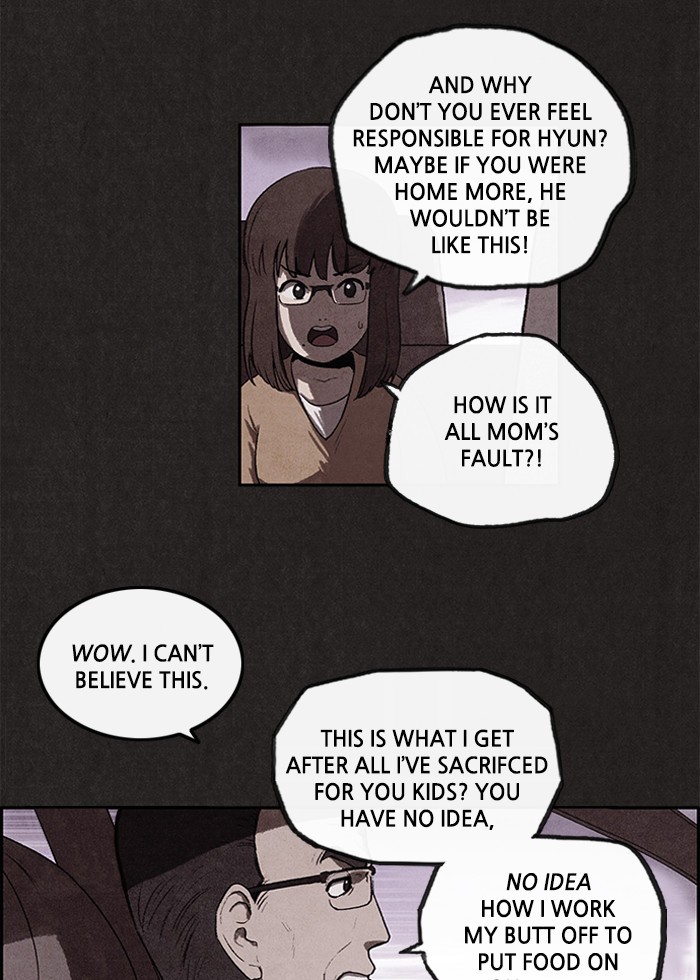 AND WHY
DON'T YOU EVER FEEL
RESPONSIBLE FOR HYUN?
MAYBE IF YOU WERE
HOME MORE, HE
WOULDN'T BE
LIKE THIS!
HOW IS IT
ALL MOM'S
FAULT?!
WOW. I CAN'T
BELIEVE THIS.
THIS IS WHAT I GET
AFTER ALL I'VE SACRIFCED
FOR YOU KIDS? YOU
HAVE NO IDEA,
NO IDEA
HOW I WORK
MY BUTT OFF TO
PUT FOOD ON